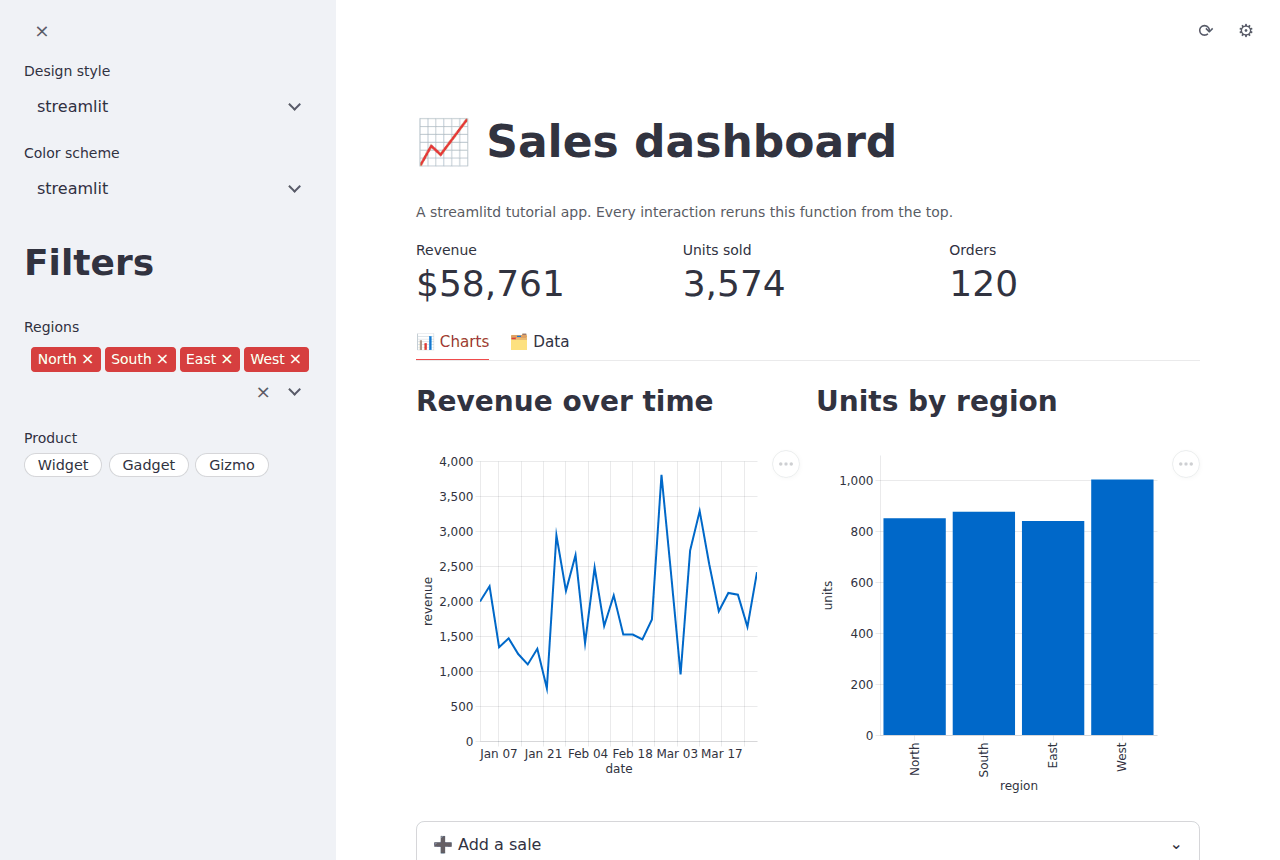 Design style
streamlit
Color scheme
streamlit
Filters
Regions
North South East West
Product
Widget Gadget Gizmo
Sales dashboard
A streamlitd tutorial app. Every interaction reruns this function from the top.
Revenue Units sold Orders
$58,761 3,574 120
Charts Data
Revenue over time
4,000
3,500
3,000
2,500
2,000
1,500
1,000
500
0
revenue
Jan 07 Jan 21 Feb 04 Feb 18 Mar 03 Mar 17
date
Units by region
1,000
800
600
400
200
0
units
North South East West
region
Add a sale